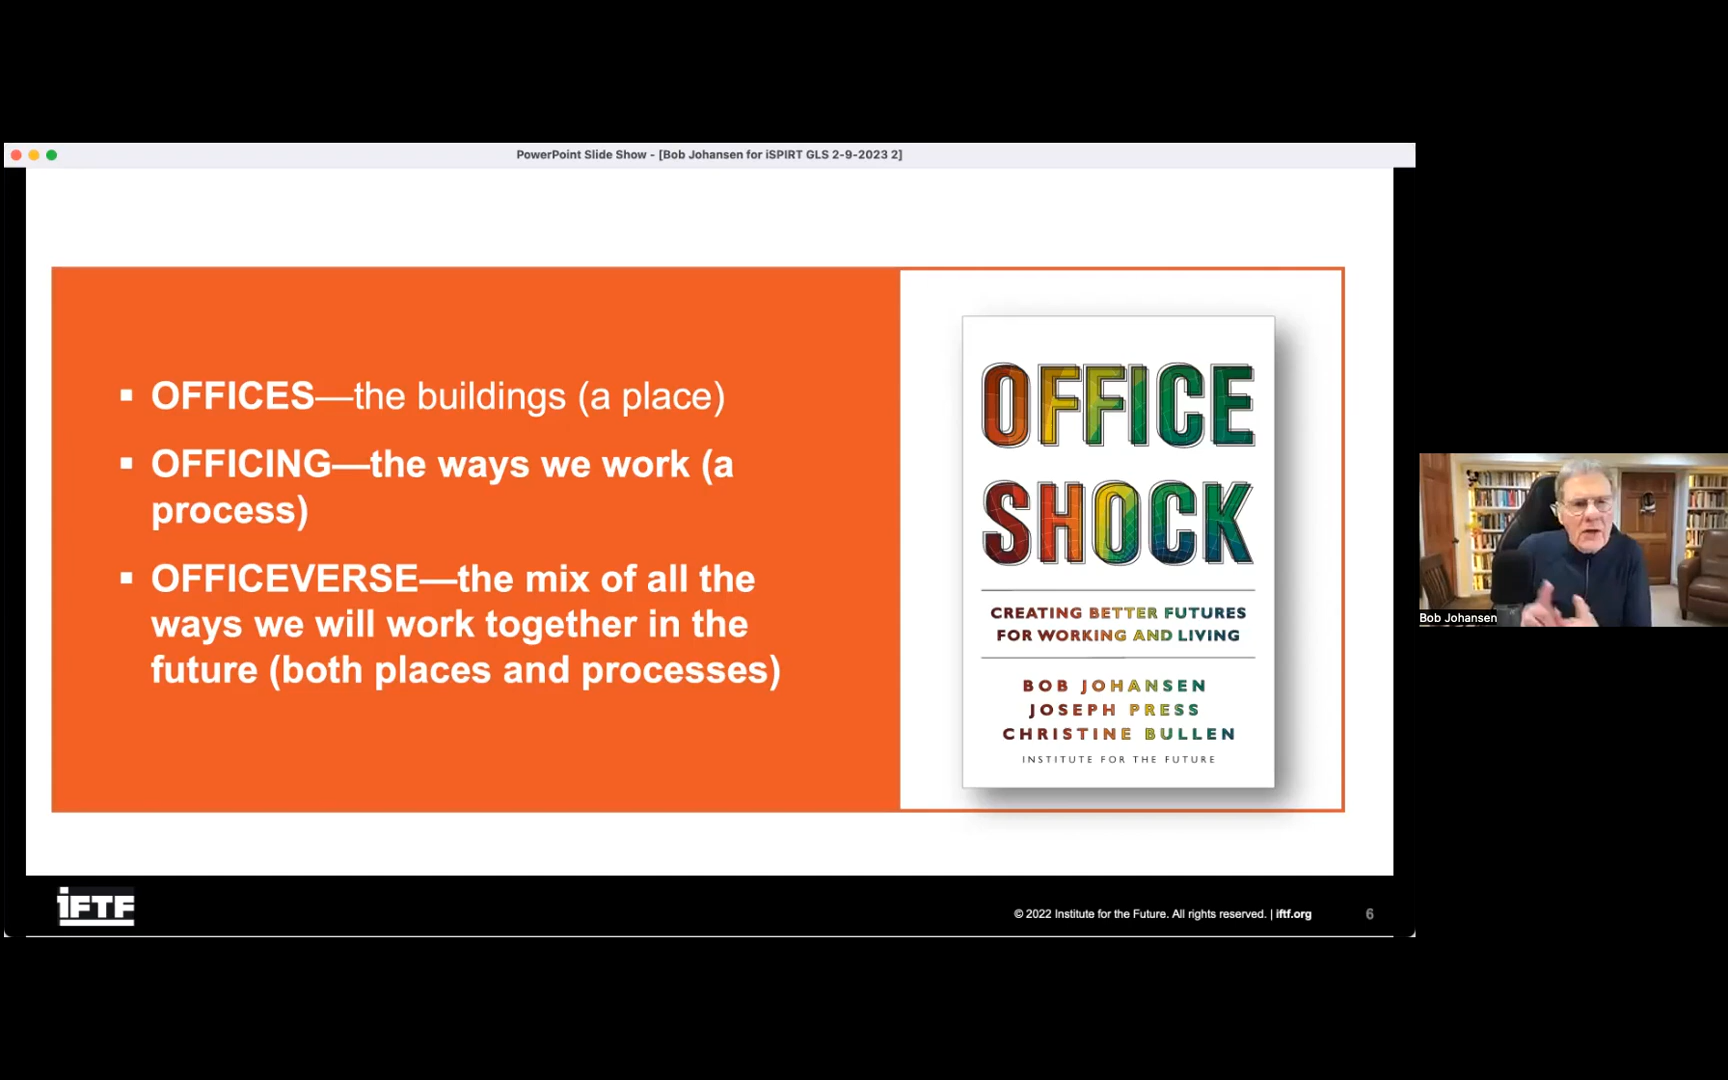 PowerPoint Slide Show - [Bob Johansen for iSPIRT GLS 2-9-2023 2]
▪ OFFICES—the buildings (a place)
▪ OFFICING—the ways we work (a
process)
▪ OFFICEVERSE—the mix of all the
ways we will work together in the
future (both places and processes)
OFFICE
SHOCK
CREATING BETTER FUTURES
FOR WORKING AND LIVING
BOB JOHANSEN
JOSEPH PRESS
CHRISTINE BULLEN
INSTITUTE FOR THE FUTURE
Bob Johansen
iFTF
© 2022 Institute for the Future. All rights reserved. | iftf.org
6